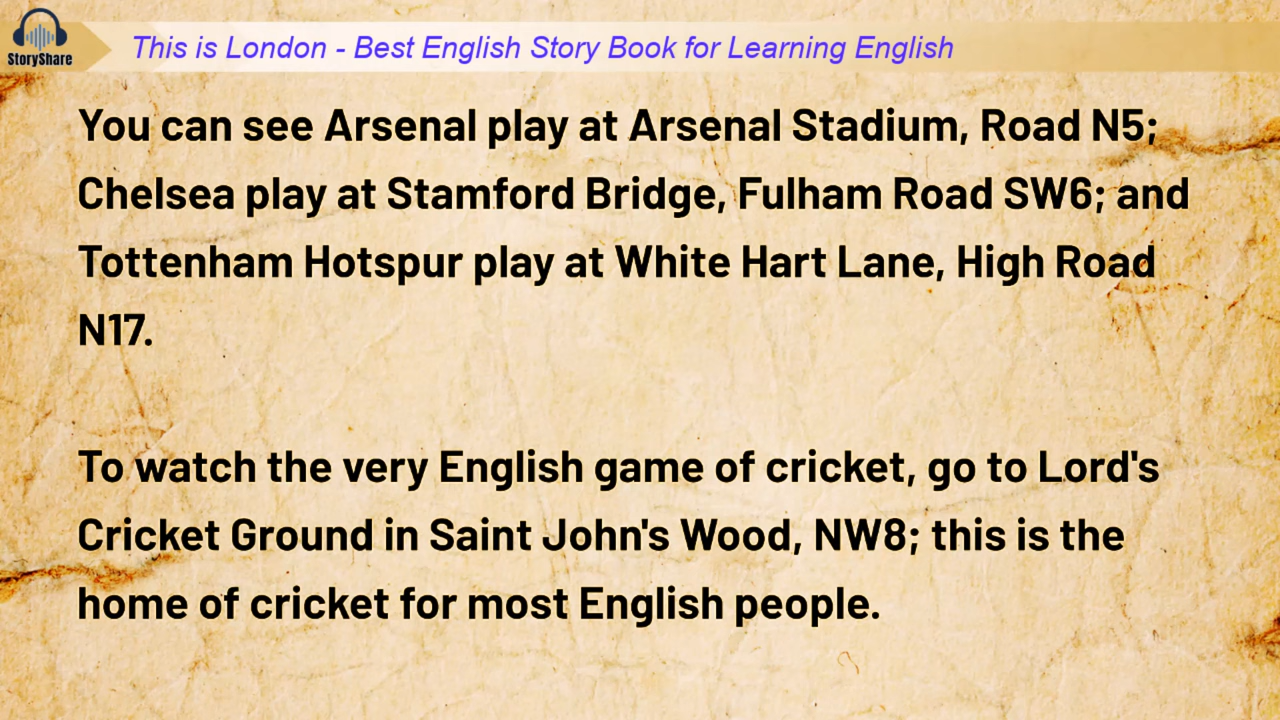 StoryShare
This is London - Best English Story Book for Learning English
You can see Arsenal play at Arsenal Stadium, Road N5;
Chelsea play at Stamford Bridge, Fulham Road SW6; and
Tottenham Hotspur play at White Hart Lane, High Road
N17.
To watch the very English game of cricket, go to Lord's
Cricket Ground in Saint John's Wood, NW8; this is the
home of cricket for most English people.